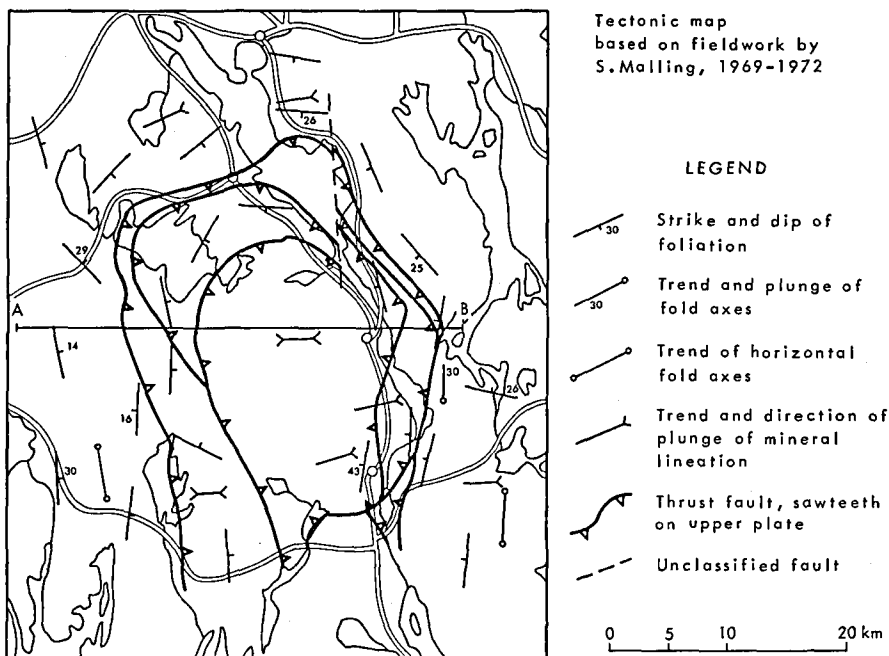 Tectonic map
based on fieldwork by
S.Malling, 1969-1972
LEGEND
30
Strike and dip of
foliation
30
Trend and plunge of
fold axes
Trend of horizontal
fold axes
Trend and direction of
plunge of mineral
lineation
Thrust fault, sawteeth
on upper plate
Unclassified fault
0 5 10 20 km
26
29
25
A
B
14
30
26
16
43
30